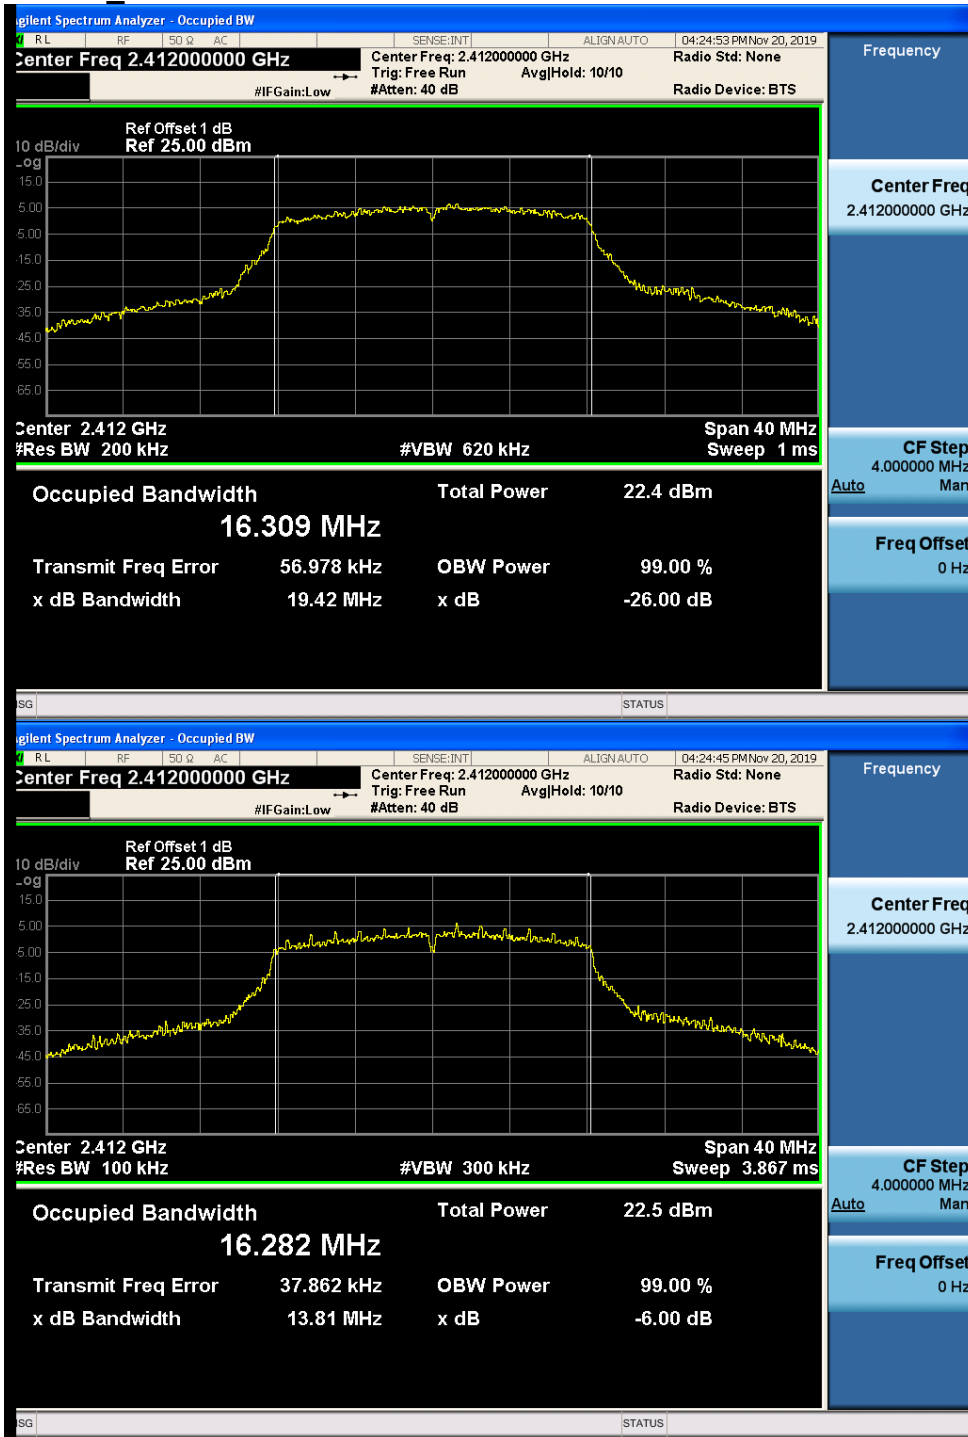 gilent Spectrum Analyzer - Occupied BW
RL RF 50 Ω AC SENSE:INT ALIGN AUTO 04:24:53 PM Nov 20, 2019
Center Freq 2.412000000 GHz
Center Freq: 2.412000000 GHz
Radio Std: None
Trig: Free Run Avg|Hold: 10/10
#IFGain:Low #Atten: 40 dB Radio Device: BTS
Frequency
Ref Offset 1 dB
10 dB/div Ref 25.00 dBm
Log
15.0
5.00
-5.00
-15.0
-25.0
-35.0
-45.0
-55.0
-65.0
Center 2.412 GHz Span 40 MHz
#Res BW 200 kHz #VBW 620 kHz Sweep 1 ms
Center Freq
2.412000000 GHz
CF Step
4.000000 MHz
Auto Man
Freq Offset
0 Hz
Occupied Bandwidth Total Power 22.4 dBm
16.309 MHz
Transmit Freq Error 56.978 kHz OBW Power 99.00 %
x dB Bandwidth 19.42 MHz x dB -26.00 dB
SG STATUS
gilent Spectrum Analyzer - Occupied BW
RL RF 50 Ω AC SENSE:INT ALIGN AUTO 04:24:45 PM Nov 20, 2019
Center Freq 2.412000000 GHz
Center Freq: 2.412000000 GHz
Radio Std: None
Trig: Free Run Avg|Hold: 10/10
#IFGain:Low #Atten: 40 dB Radio Device: BTS
Frequency
Ref Offset 1 dB
10 dB/div Ref 25.00 dBm
Log
15.0
5.00
-5.00
-15.0
-25.0
-35.0
-45.0
-55.0
-65.0
Center 2.412 GHz Span 40 MHz
#Res BW 100 kHz #VBW 300 kHz Sweep 3.867 ms
Center Freq
2.412000000 GHz
CF Step
4.000000 MHz
Auto Man
Freq Offset
0 Hz
Occupied Bandwidth Total Power 22.5 dBm
16.282 MHz
Transmit Freq Error 37.862 kHz OBW Power 99.00 %
x dB Bandwidth 13.81 MHz x dB -6.00 dB
SG STATUS